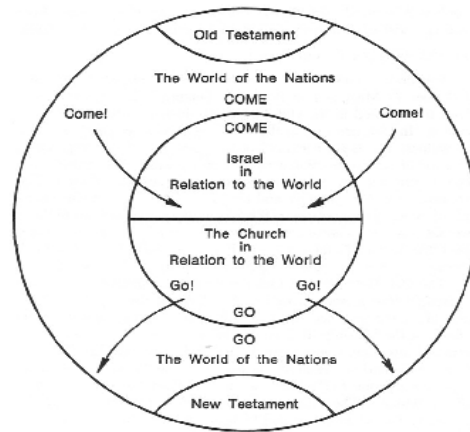 Old Testament
The World of the Nations
COME
Come!
Come!
COME
Israel
in
Relation to the World
The Church
in
Relation to the World
Go!
Go!
GO
GO
The World of the Nations
New Testament